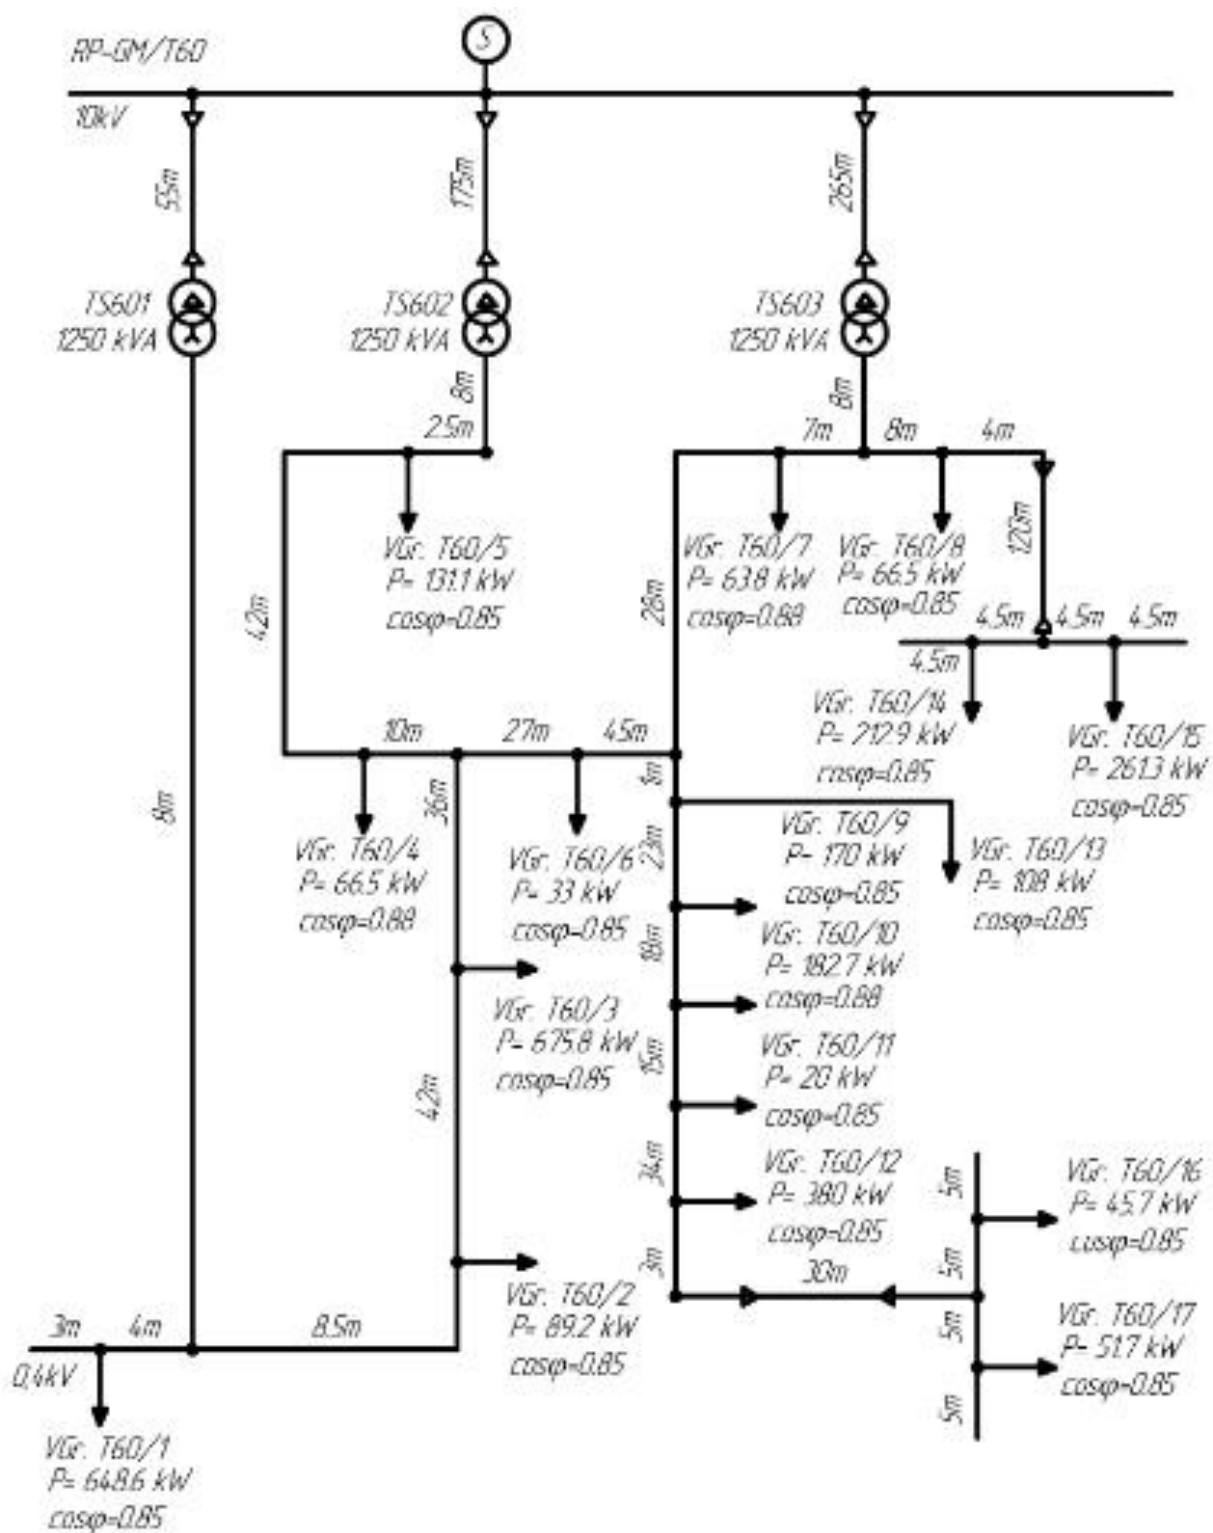 S
RP-GM/T60
10kV
55m
175m
265m
TS601
1250 kVA
TS602
1250 kVA
TS603
1250 kVA
8m
8m
2.5m
7m
8m
4m
VGr. T60/5
P= 131.1 kW
cosφ=0.85
VGr. T60/7
P= 63.8 kW
cosφ=0.88
VGr. T60/8
P= 66.5 kW
cosφ=0.85
120m
42m
28m
4.5m
4.5m
4.5m
4.5m
VGr. T60/14
P= 212.9 kW
cosφ=0.85
VGr. T60/15
P= 261.3 kW
cosφ=0.85
10m
27m
45m
1m
8m
36m
VGr. T60/4
P= 66.5 kW
cosφ=0.88
VGr. T60/6
P= 33 kW
cosφ=0.85
23m
VGr. T60/9
P= 170 kW
cosφ=0.85
VGr. T60/13
P= 108 kW
cosφ=0.85
18m
VGr. T60/10
P= 182.7 kW
cosφ=0.88
VGr. T60/3
P= 675.8 kW
cosφ=0.85
15m
VGr. T60/11
P= 20 kW
cosφ=0.85
42m
34m
VGr. T60/12
P= 380 kW
cosφ=0.85
5m
VGr. T60/16
P= 45.7 kW
cosφ=0.85
3m
30m
5m
VGr. T60/2
P= 89.2 kW
cosφ=0.85
5m
VGr. T60/17
P= 51.7 kW
cosφ=0.85
5m
3m
4m
8.5m
0,4kV
VGr. T60/1
P= 648.6 kW
cosφ=0.85